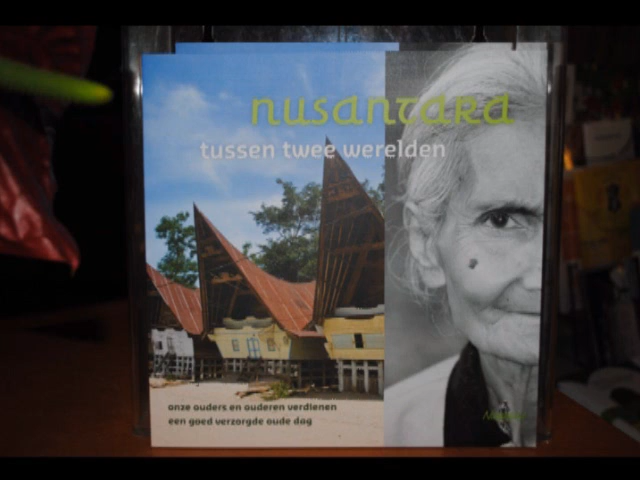 nusantara
tussen twee werelden
onze ouders en ouderen verdienen
een goed verzorgde oude dag